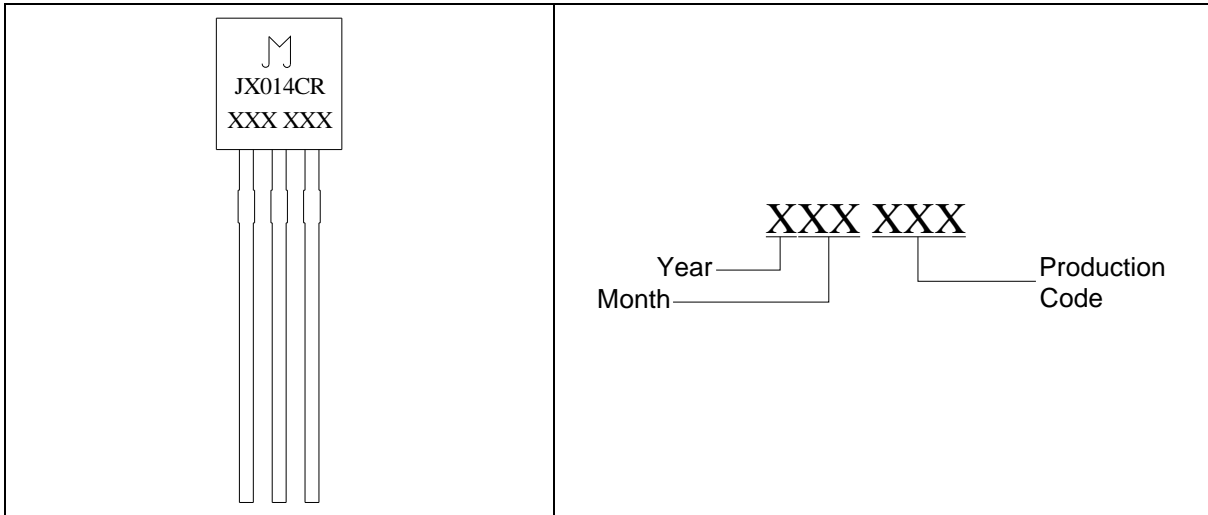 JX014CR
XXX XXX
XXX XXX
Year
Month
Production
Code